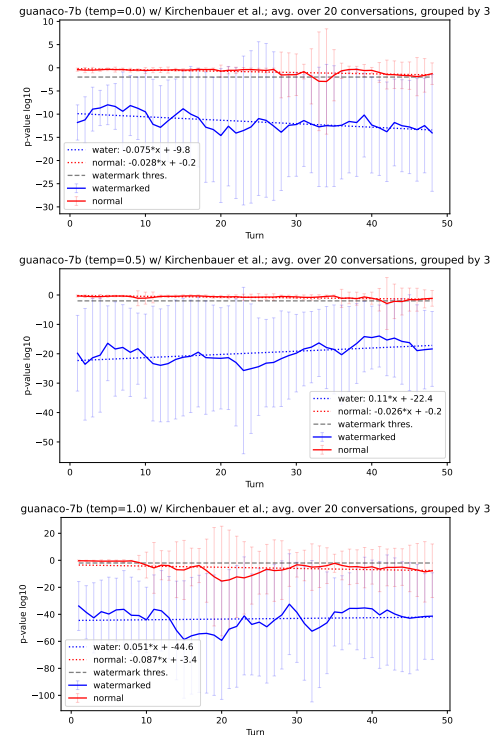 guanaco-7b (temp=0.0) w/ Kirchenbauer et al.; avg. over 20 conversations, grouped by 3
10
5
0
−5
−10
−15
−20
−25
−30
p-value log10
water: -0.075*x + -9.8
normal: -0.028*x + -0.2
watermark thres.
watermarked
normal
0 10 20 30 40 50
Turn
guanaco-7b (temp=0.5) w/ Kirchenbauer et al.; avg. over 20 conversations, grouped by 3
0
−10
−20
−30
−40
−50
p-value log10
water: 0.11*x + -22.4
normal: -0.026*x + -0.2
watermark thres.
watermarked
normal
0 10 20 30 40 50
Turn
guanaco-7b (temp=1.0) w/ Kirchenbauer et al.; avg. over 20 conversations, grouped by 3
20
0
−20
−40
−60
−80
−100
p-value log10
water: 0.051*x + -44.6
normal: -0.087*x + -3.4
watermark thres.
watermarked
normal
0 10 20 30 40 50
Turn